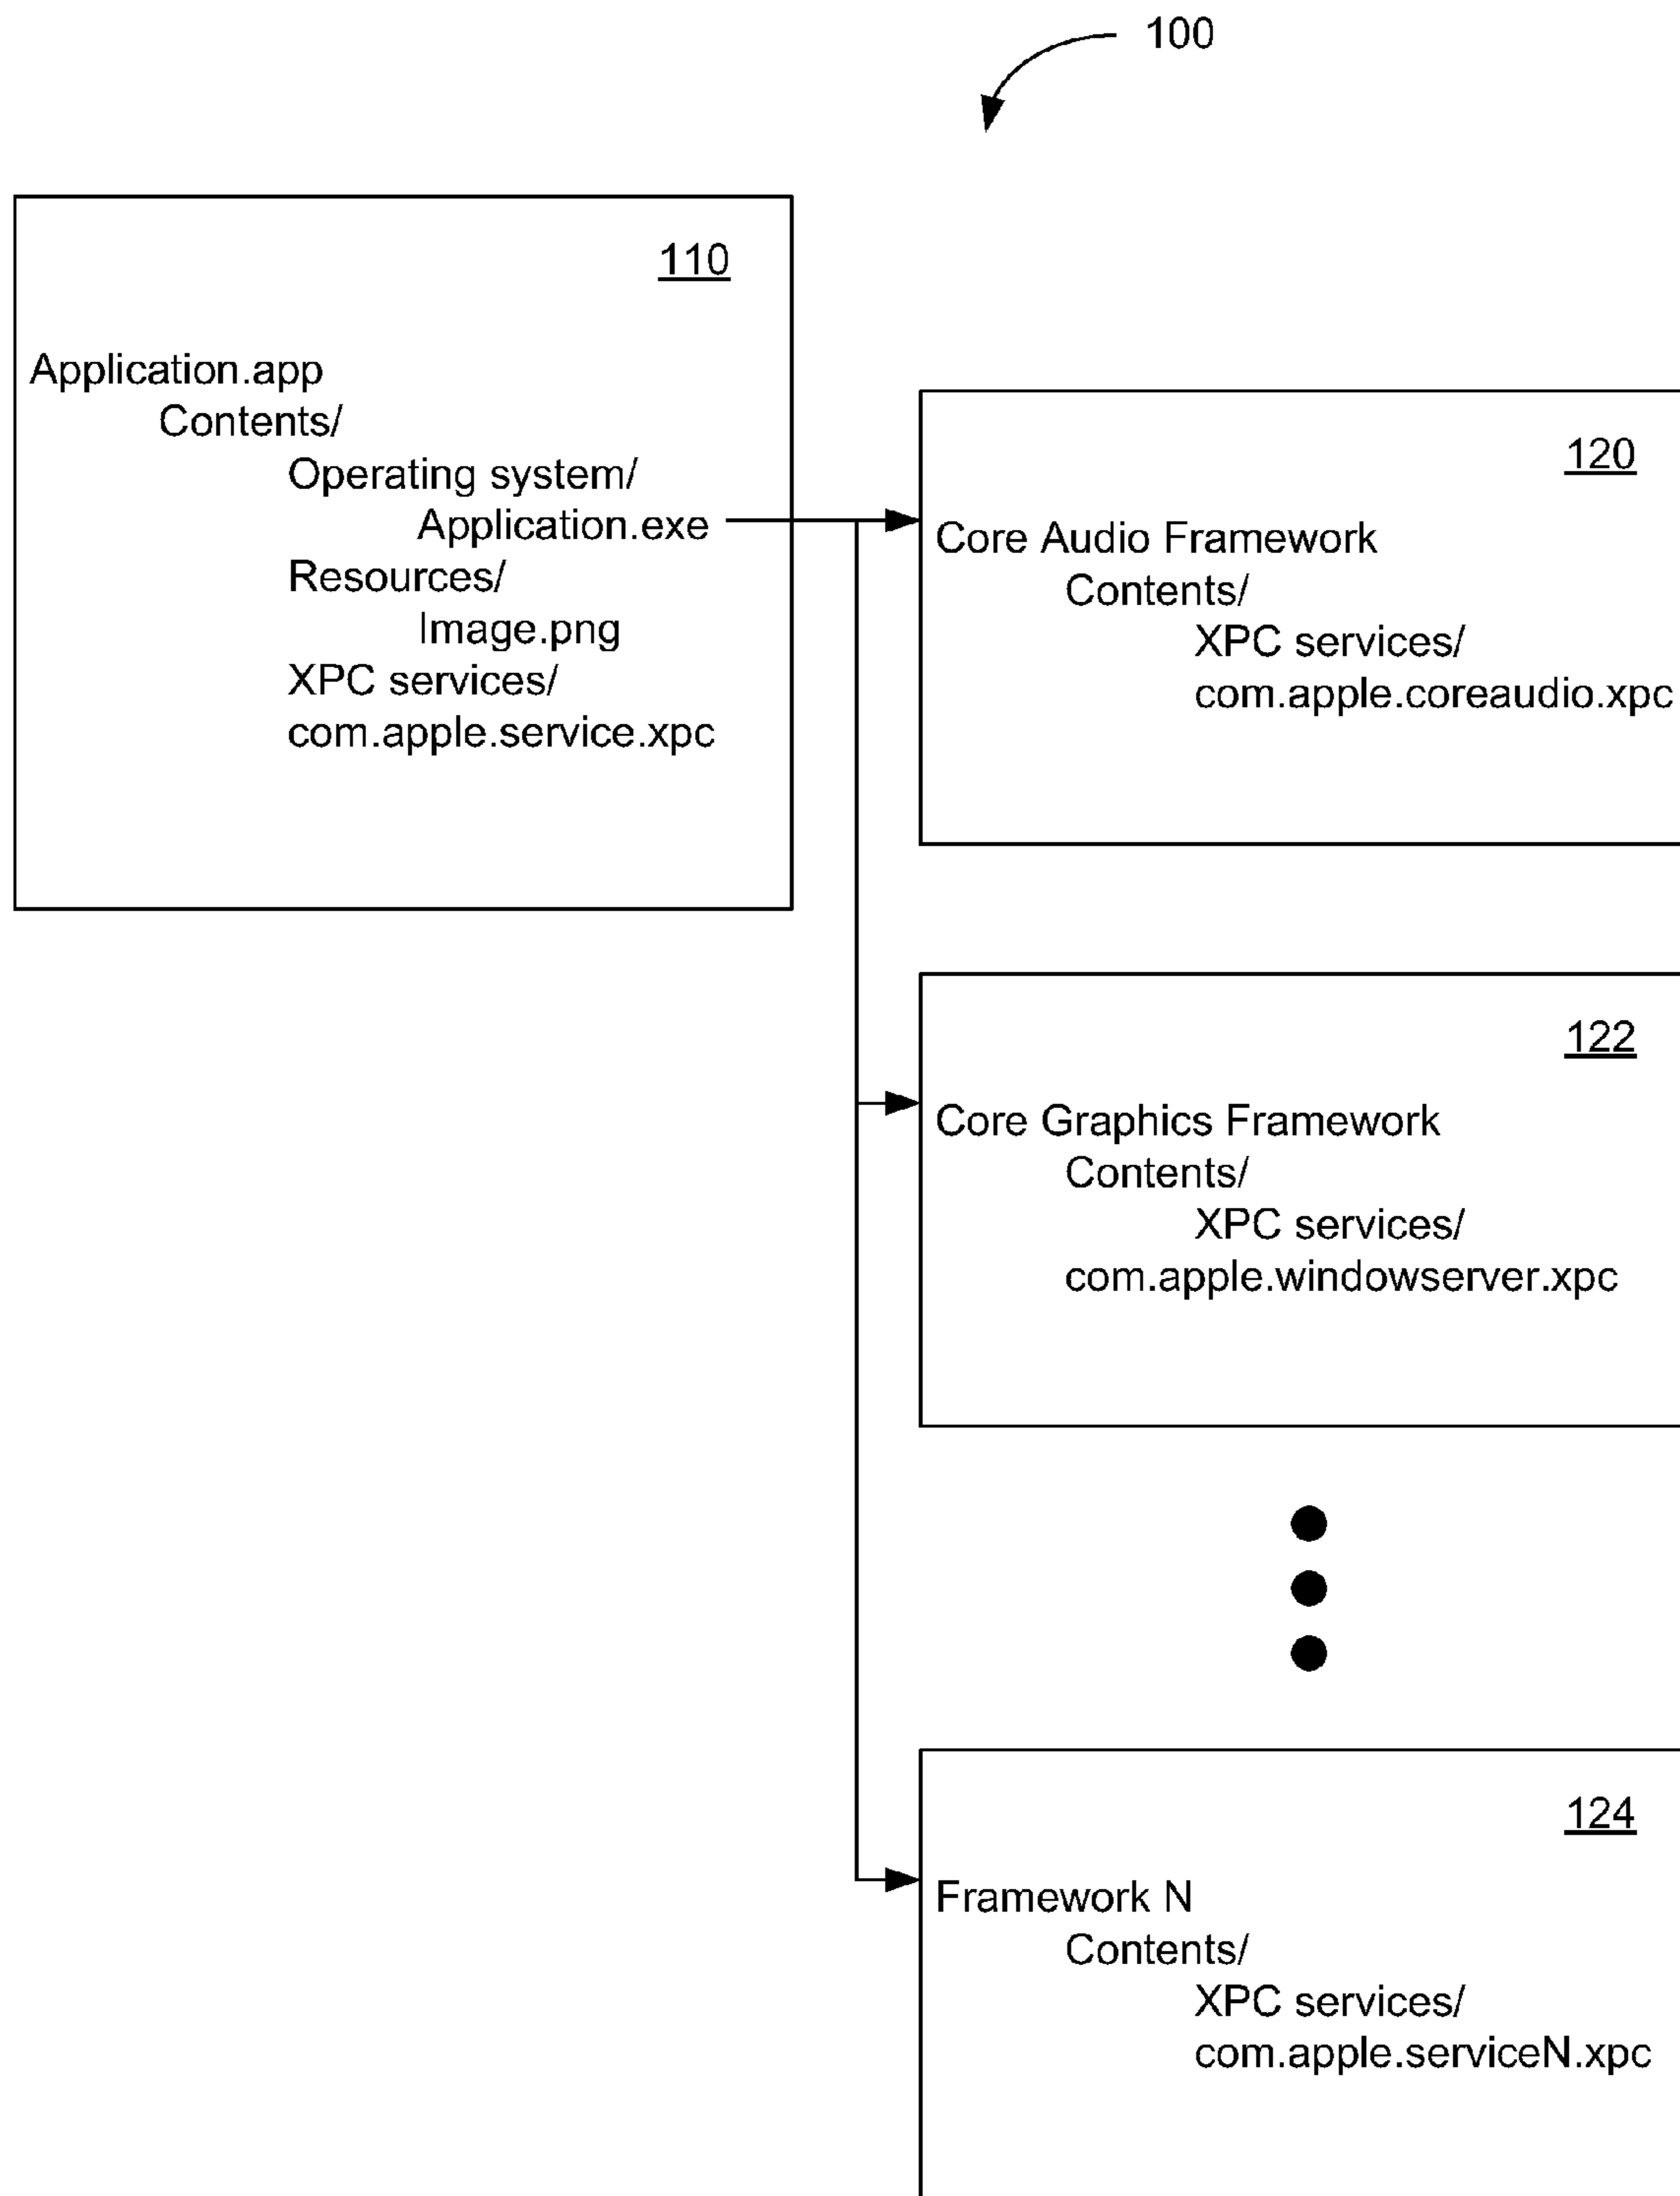 100
110
Application.app
Contents/
Operating system/
Application.exe
Resources/
Image.png
XPC services/
com.apple.service.xpc
120
Core Audio Framework
Contents/
XPC services/
com.apple.coreaudio.xpc
122
Core Graphics Framework
Contents/
XPC services/
com.apple.windowserver.xpc
124
Framework N
Contents/
XPC services/
com.apple.serviceN.xpc